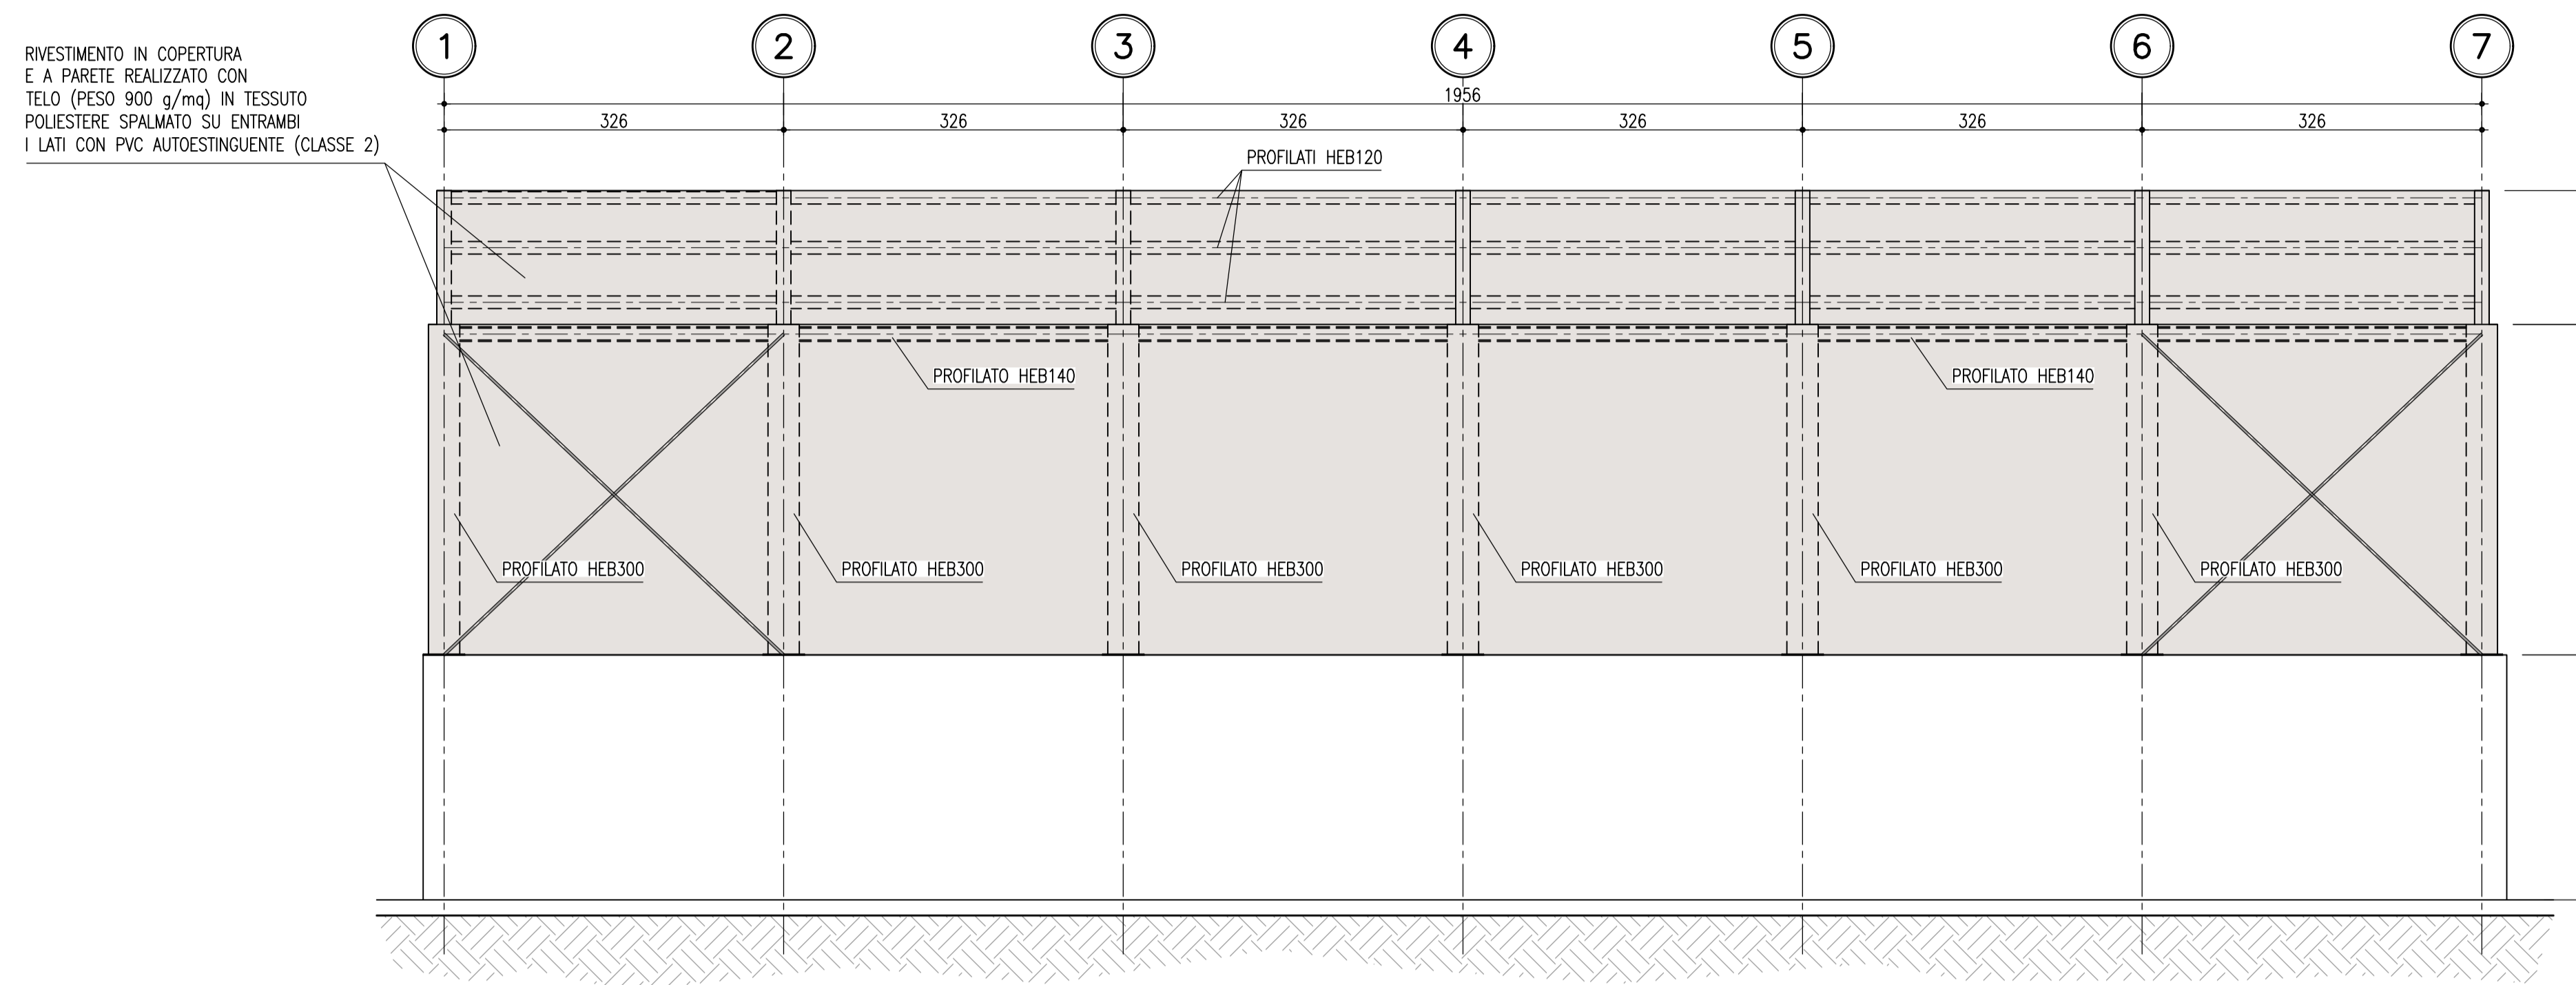 1 2 3 4 5 6 7
RIVESTIMENTO IN COPERTURA
E A PARETE REALIZZATO CON
TELO (PESO 900 g/mq) IN TESSUTO
POLIESTERE SPALMATO SU ENTRAMBI
I LATI CON PVC AUTOESTINGUENTE (CLASSE 2)
1956
326 326 326 326 326 326
PROFILATI HEB120
PROFILATO HEB140 PROFILATO HEB140
PROFILATO HEB300 PROFILATO HEB300 PROFILATO HEB300 PROFILATO HEB300 PROFILATO HEB300 PROFILATO HEB300